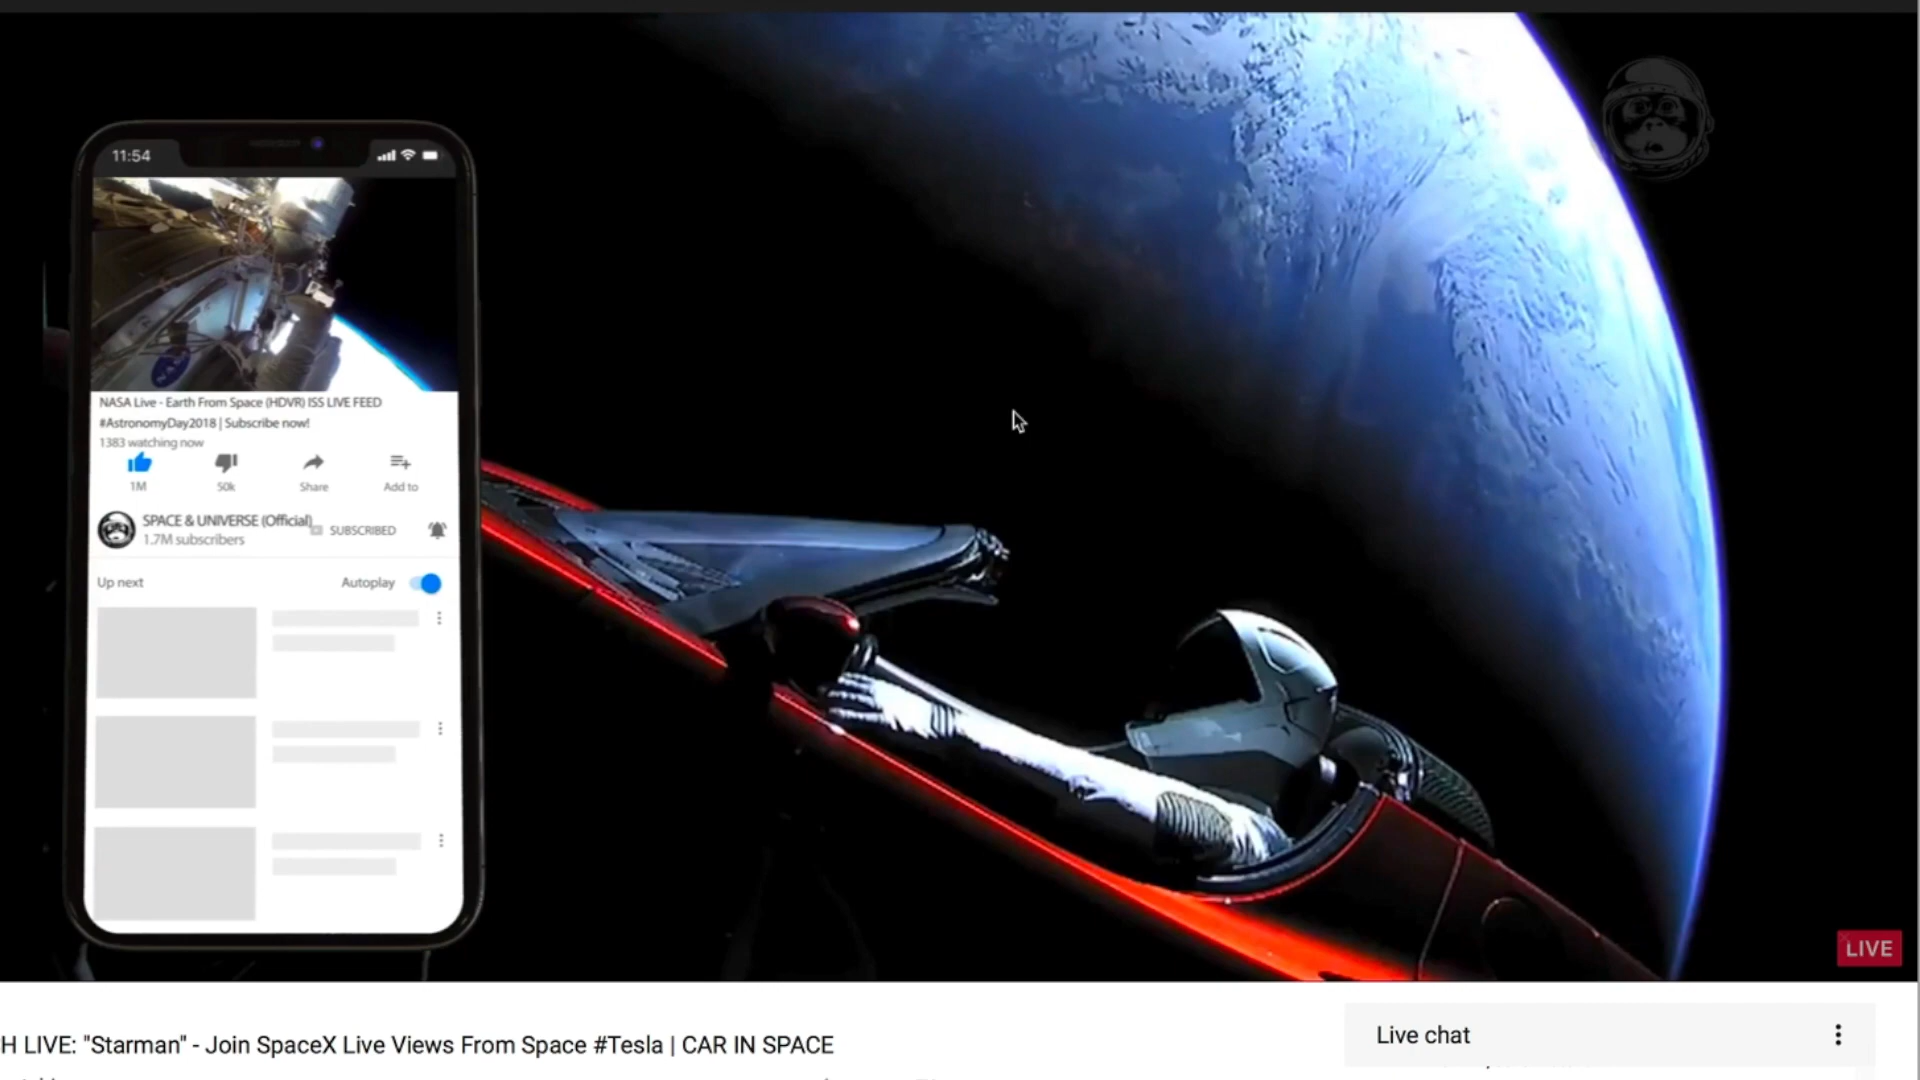 11:54
NASA Live - Earth From Space (HDVR) ISS LIVE FEED
#AstronomyDay2018 | Subscribe now!
1383 watching now
1M
50k
Share
Add to
SPACE & UNIVERSE (Official)
SUBSCRIBED
1.7M subscribers
Up next
Autoplay
LIVE
H LIVE: "Starman" - Join SpaceX Live Views From Space #Tesla | CAR IN SPACE
Live chat